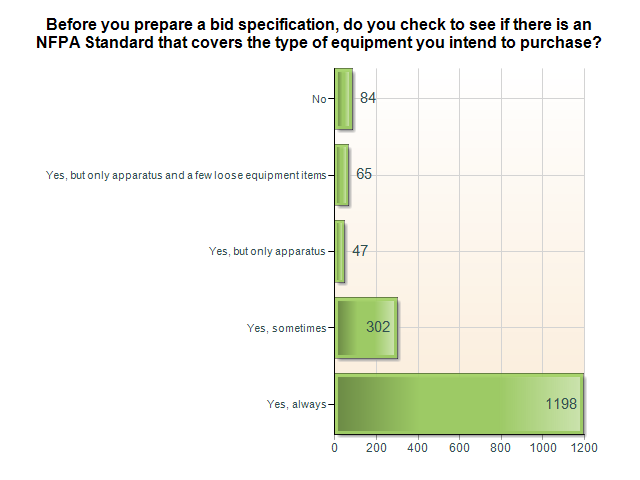 Before you prepare a bid specification, do you check to see if there is an
NFPA Standard that covers the type of equipment you intend to purchase?
No 84
Yes, but only apparatus and a few loose equipment items 65
Yes, but only apparatus 47
Yes, sometimes 302
Yes, always 1198
0 200 400 600 800 1000 1200